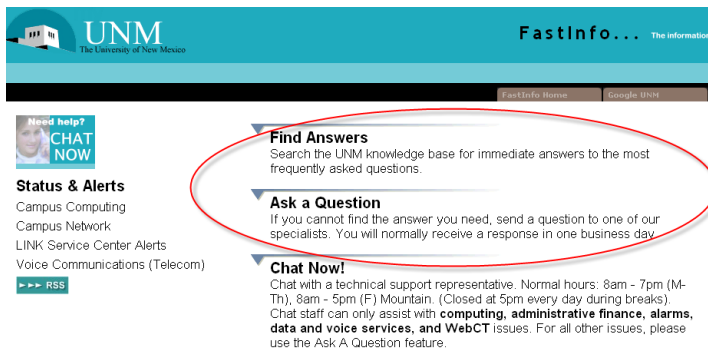 UNM
The University of New Mexico
FastInfo... The information
FastInfo Home Google UNM
Need help?
CHAT
NOW
Status & Alerts
Campus Computing
Campus Network
LINK Service Center Alerts
Voice Communications (Telecom)
►►► RSS
Find Answers
Search the UNM knowledge base for immediate answers to the most
frequently asked questions.
Ask a Question
If you cannot find the answer you need, send a question to one of our
specialists. You will normally receive a response in one business day.
Chat Now!
Chat with a technical support representative. Normal hours: 8am - 7pm (M-
Th), 8am - 5pm (F) Mountain. (Closed at 5pm every day during breaks).
Chat staff can only assist with computing, administrative finance, alarms,
data and voice services, and WebCT issues. For all other issues, please
use the Ask A Question feature.